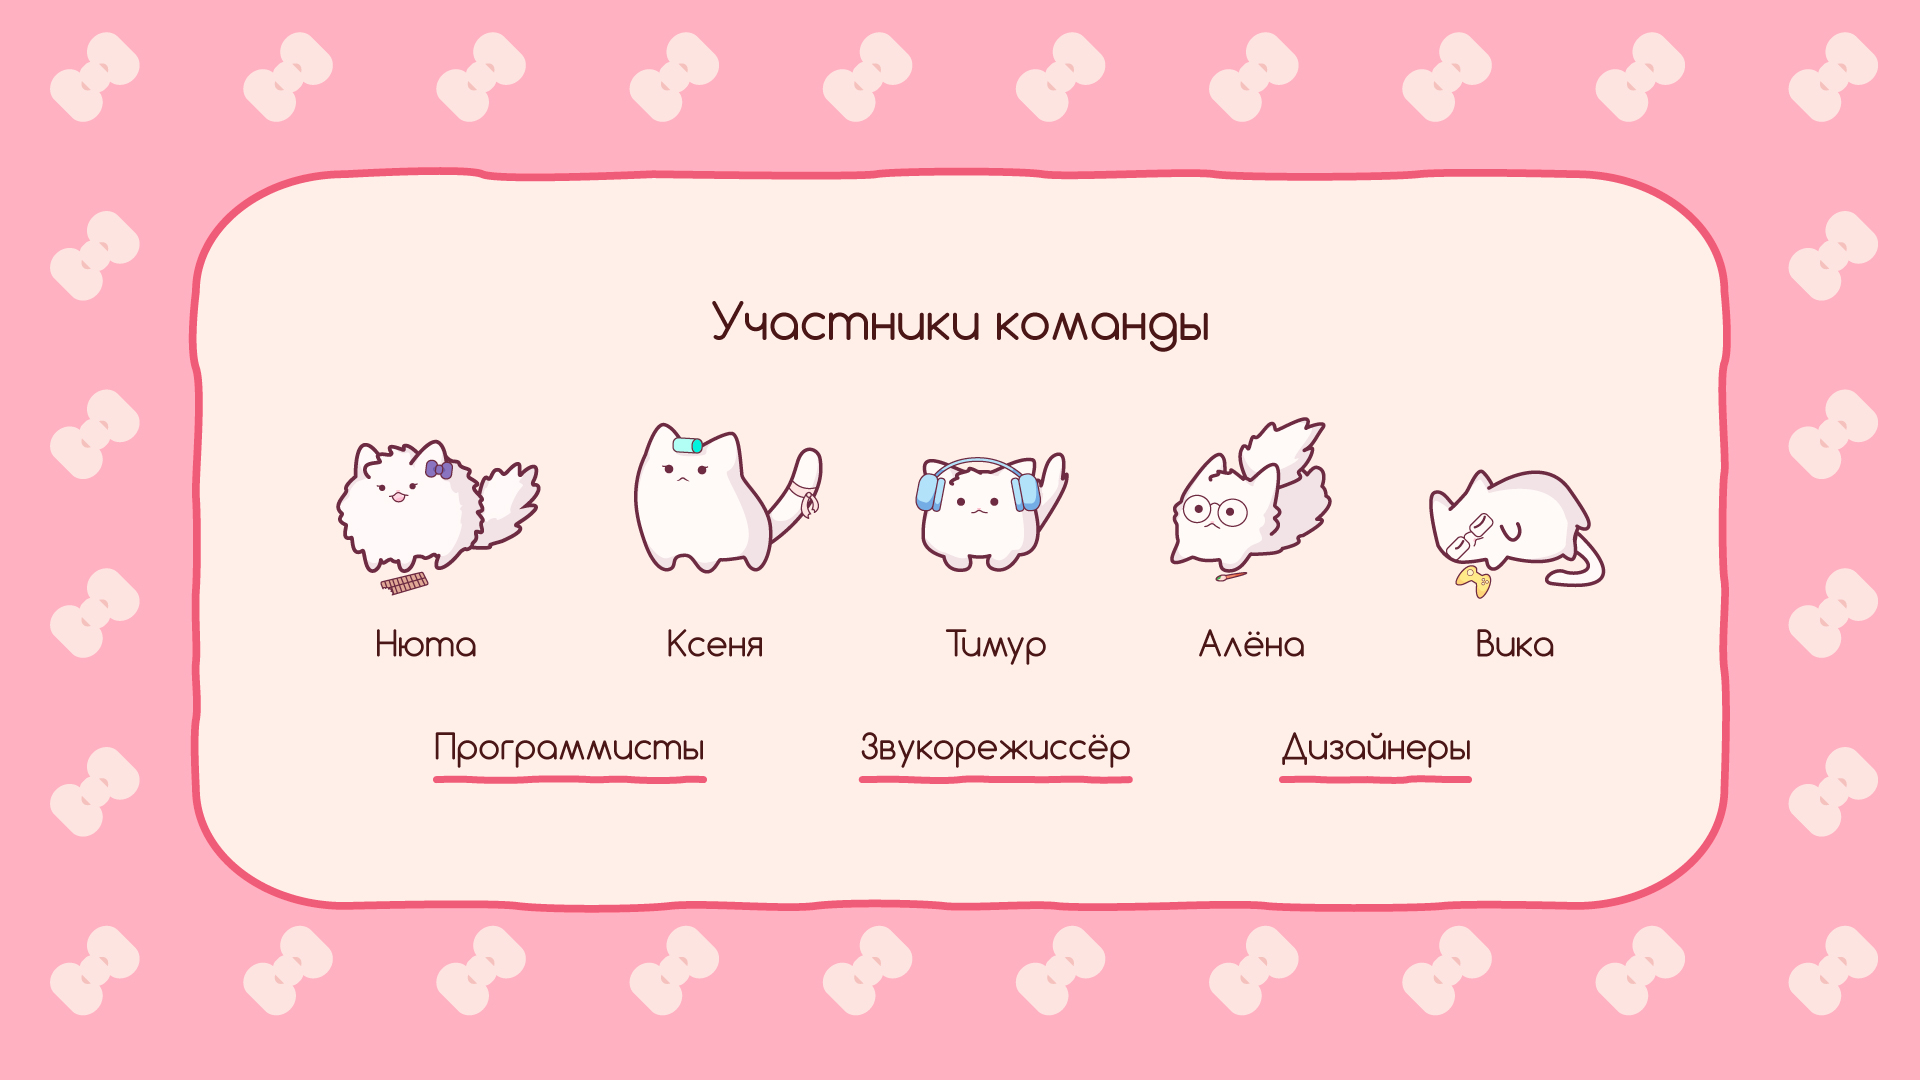 Участники команды
Нюта Ксеня Тимур Алёна Вика
Программисты Звукорежиссёр Дизайнеры